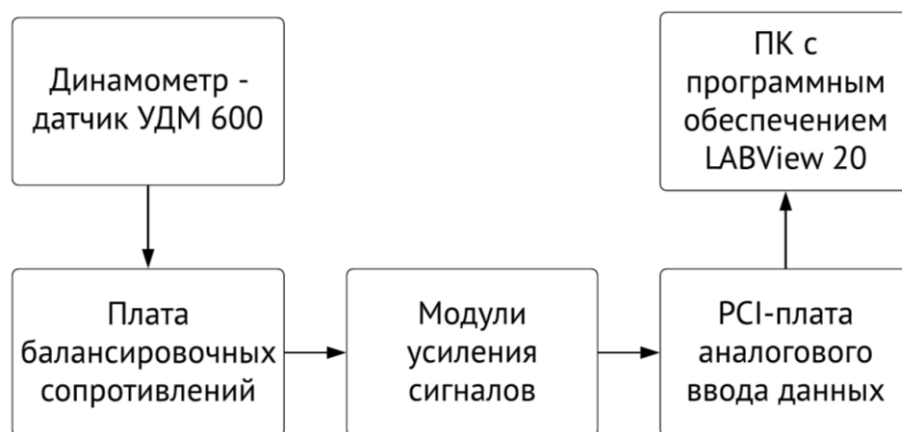 Динамометр -
датчик УДМ 600
ПК с
программным
обеспечением
LABView 20
Плата
балансировочных
сопротивлений
Модули
усиления
сигналов
PCI-плата
аналогового
ввода данных